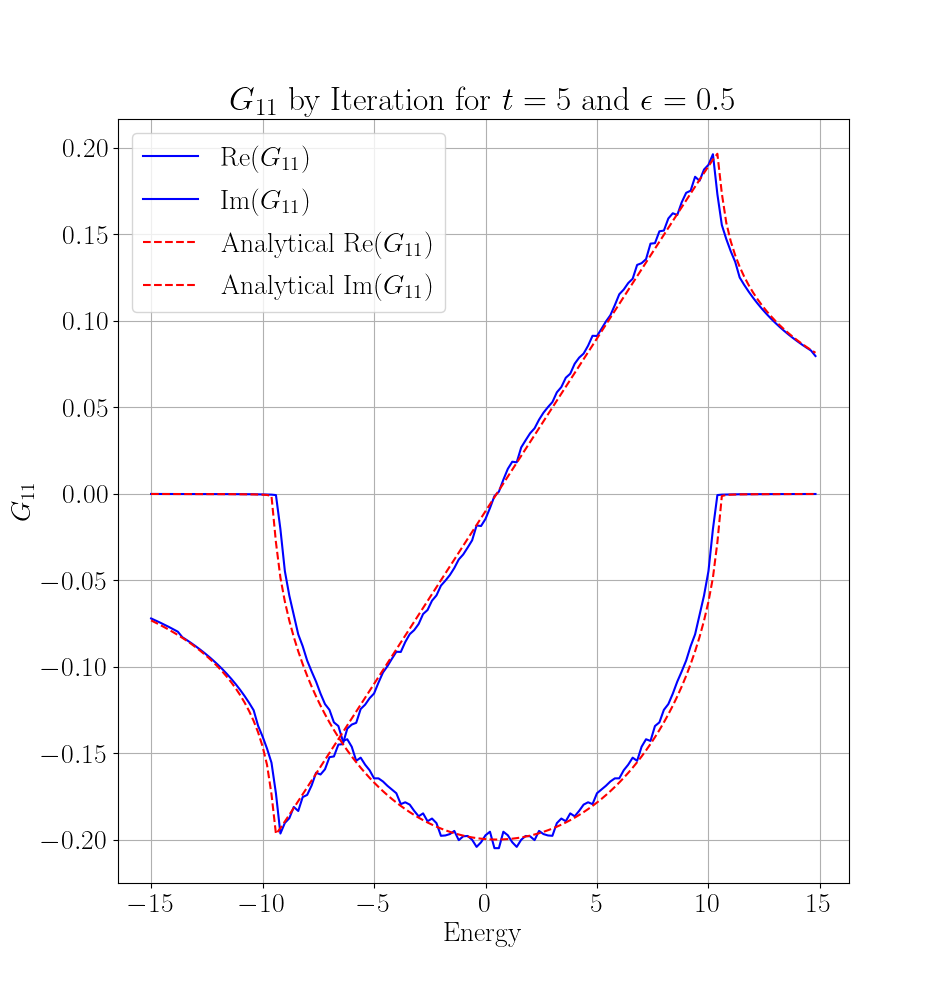 G₁₁ by Iteration for t = 5 and ϵ = 0.5
Re(G₁₁)
Im(G₁₁)
Analytical Re(G₁₁)
Analytical Im(G₁₁)
0.20
0.15
0.10
0.05
0.00
−0.05
−0.10
−0.15
−0.20
G₁₁
−15 −10 −5 0 5 10 15
Energy